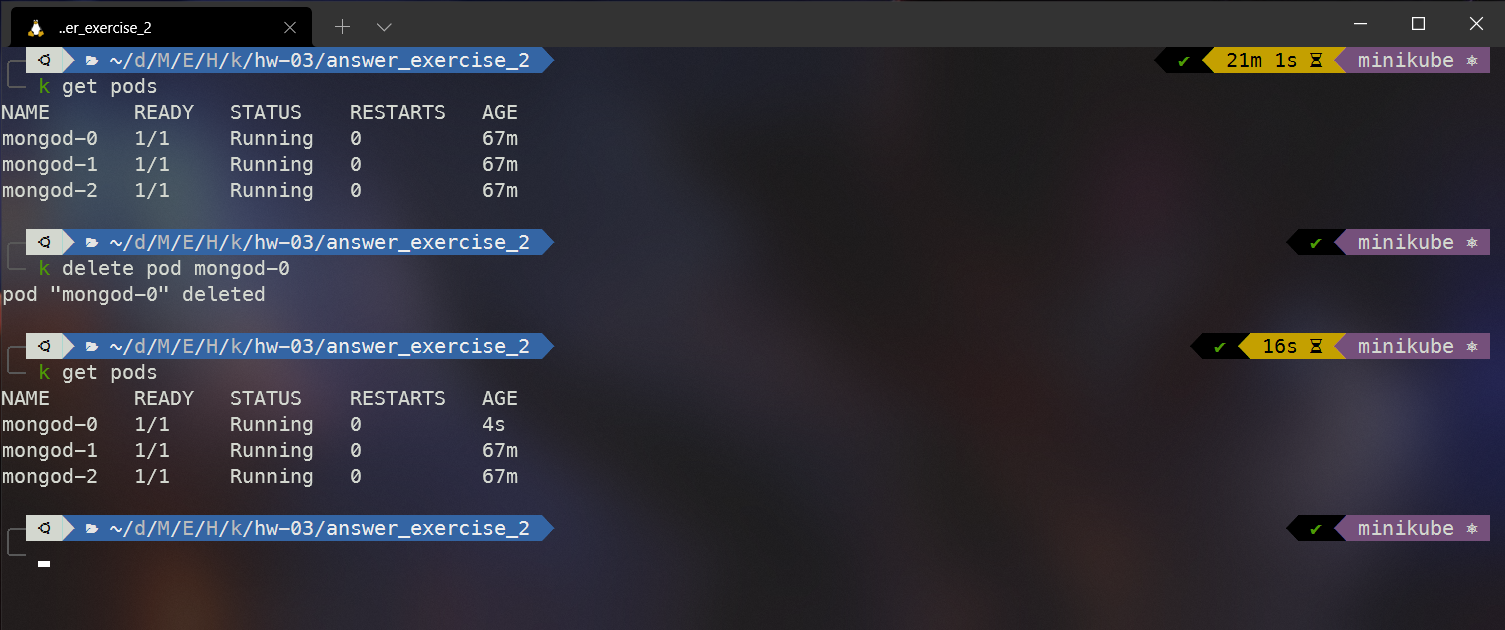 ..er_exercise_2
~/d/M/E/H/k/hw-03/answer_exercise_2 ✔ 21m 1s minikube
k get pods
NAME READY STATUS RESTARTS AGE
mongod-0 1/1 Running 0 67m
mongod-1 1/1 Running 0 67m
mongod-2 1/1 Running 0 67m
~/d/M/E/H/k/hw-03/answer_exercise_2 ✔ minikube
k delete pod mongod-0
pod "mongod-0" deleted
~/d/M/E/H/k/hw-03/answer_exercise_2 ✔ 16s minikube
k get pods
NAME READY STATUS RESTARTS AGE
mongod-0 1/1 Running 0 4s
mongod-1 1/1 Running 0 67m
mongod-2 1/1 Running 0 67m
~/d/M/E/H/k/hw-03/answer_exercise_2 ✔ minikube